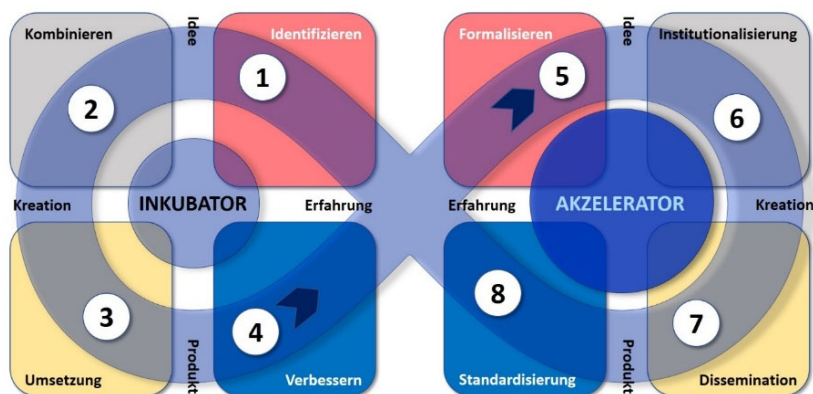 Kombinieren
Idee
Identifizieren
2
1
Kreation
INKUBATOR
Erfahrung
3
4
Umsetzung
Produkt
Verbessern
Formalisieren
Idee
Institutionalisierung
5
6
Erfahrung
AKZELERATOR
Kreation
8
7
Standardisierung
Produkt
Dissemination